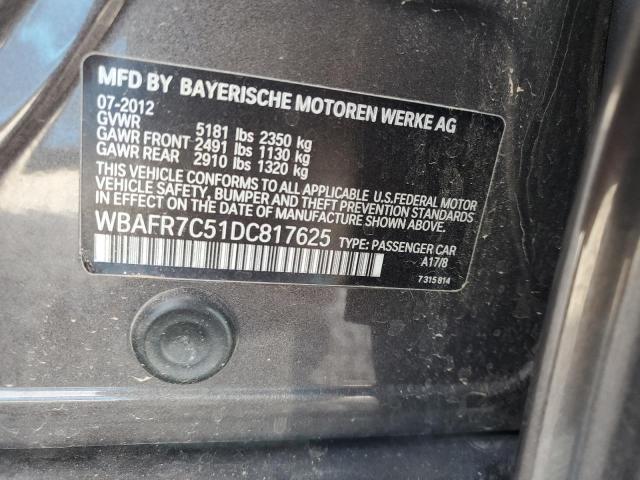 MFD BY BAYERISCHE MOTOREN WERKE AG
07-2012
GVWR 5181 lbs 2350 kg
GAWR FRONT 2491 lbs 1130 kg
GAWR REAR 2910 lbs 1320 kg
THIS VEHICLE CONFORMS TO ALL APPLICABLE U.S.FEDERAL MOTOR
VEHICLE SAFETY, BUMPER AND THEFT PREVENTION STANDARDS
IN EFFECT ON THE DATE OF MANUFACTURE SHOWN ABOVE.
WBAFR7C51DC817625 TYPE: PASSENGER CAR
A17/8
7315814